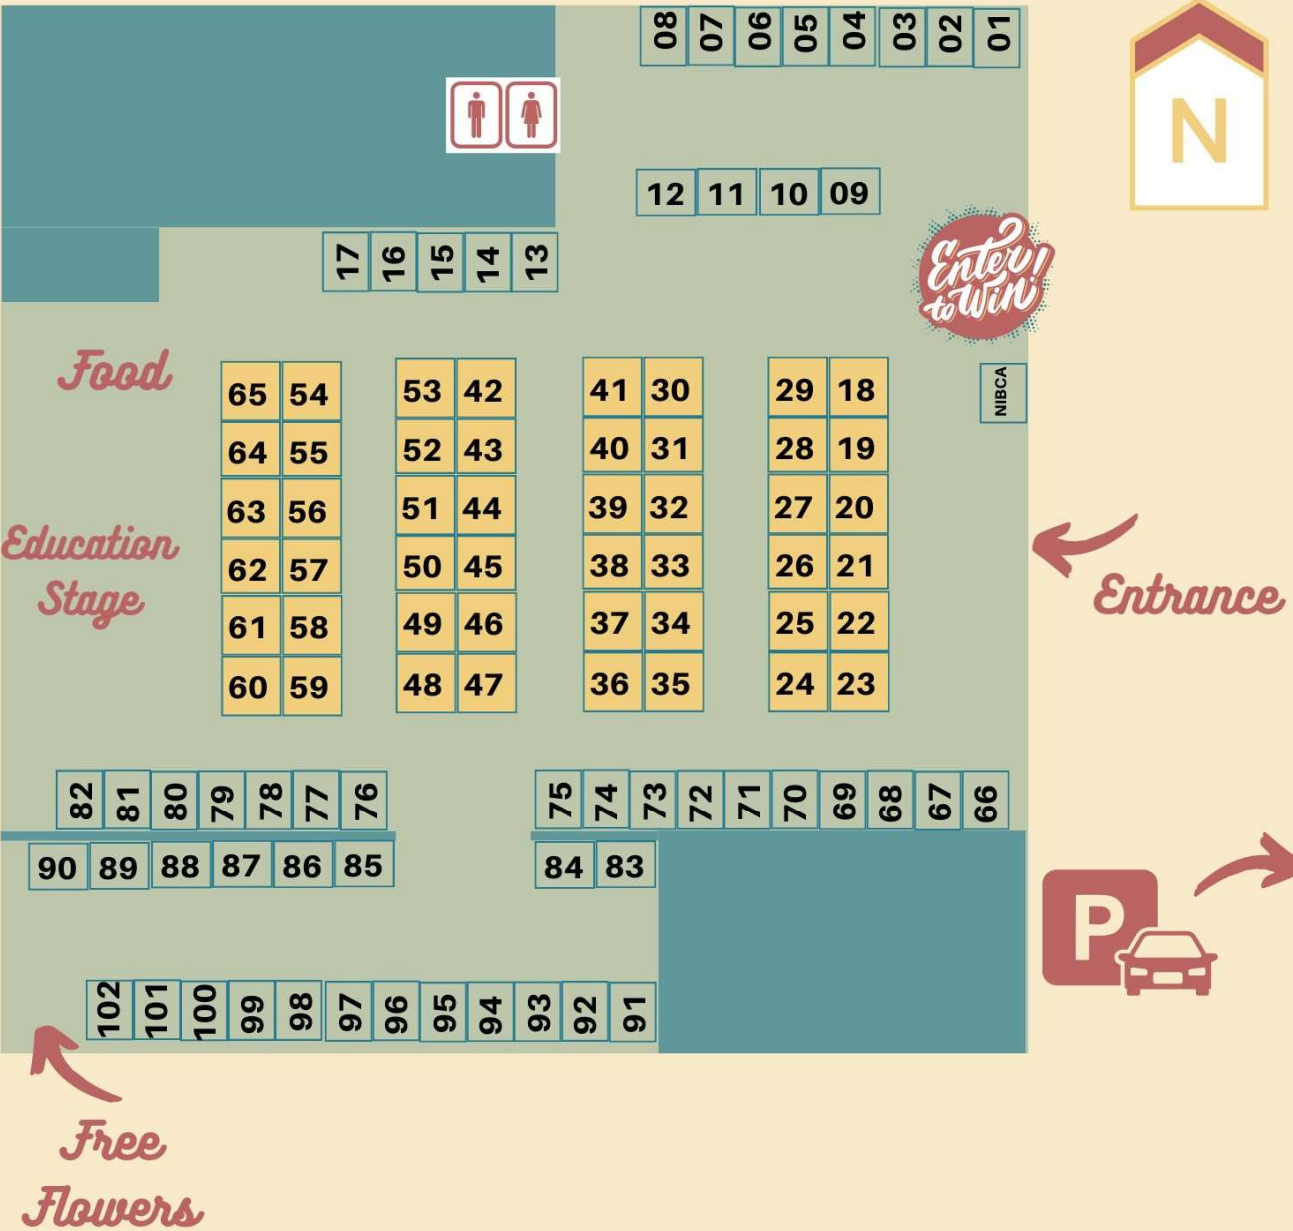 08 07 06 05 04 03 02 01
N
12 11 10 09
17 16 15 14 13
Enter
to Win!
Food
NIBCA
65 54 53 42 41 30 29 18
64 55 52 43 40 31 28 19
63 56 51 44 39 32 27 20
Education
Stage
62 57 50 45 38 33 26 21
Entrance
61 58 49 46 37 34 25 22
60 59 48 47 36 35 24 23
82 81 80 79 78 77 76 75 74 73 72 71 70 69 68 67 66
90 89 88 87 86 85 84 83
P
102 101 100 99 98 97 96 95 94 93 92 91
Free
Flowers